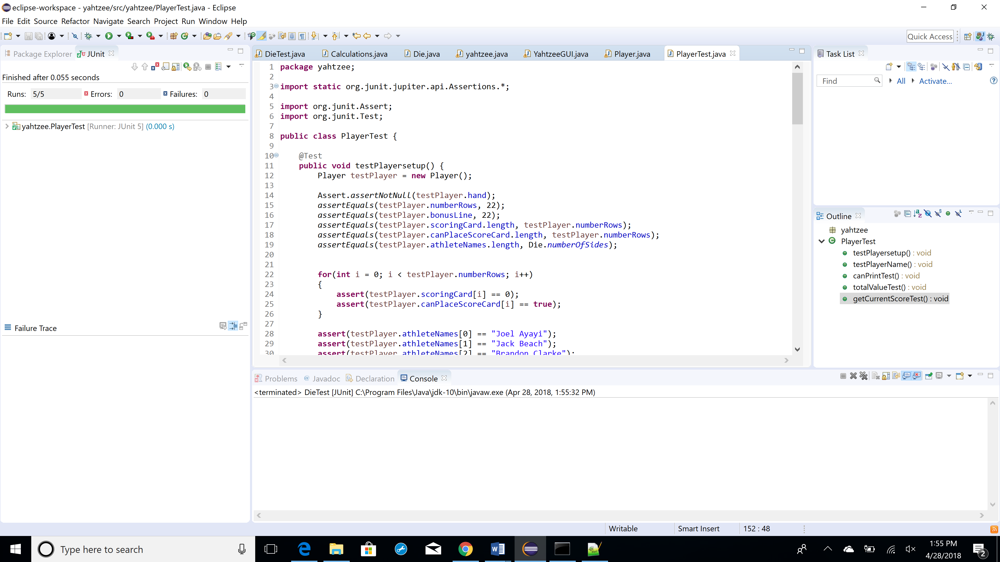 eclipse-workspace - yahtzee/src/yahtzee/PlayerTest.java - Eclipse
File Edit Source Refactor Navigate Search Project Run Window Help
Quick Access
Package Explorer JUnit
Finished after 0.055 seconds
Runs: 5/5 Errors: 0 Failures: 0
yahtzee.PlayerTest [Runner: JUnit 5] (0.000 s)
Failure Trace
DieTest.java Calculations.java Die.java yahtzee.java YahtzeeGUI.java Player.java PlayerTest.java
1 package yahtzee;
2
3 import static org.junit.jupiter.api.Assertions.*;
4
5 import org.junit.Assert;
6 import org.junit.Test;
7
8 public class PlayerTest {
9
10 @Test
11 public void testPlayersetup() {
12 Player testPlayer = new Player();
13
14 Assert.assertNotNull(testPlayer.hand);
15 assertEquals(testPlayer.numberRows, 22);
16 assertEquals(testPlayer.bonusLine, 22);
17 assertEquals(testPlayer.scoringCard.length, testPlayer.numberRows);
18 assertEquals(testPlayer.canPlaceScoreCard.length, testPlayer.numberRows);
19 assertEquals(testPlayer.athleteNames.length, Die.numberOfSides);
20
21
22 for(int i = 0; i < testPlayer.numberRows; i++)
23 {
24 assert(testPlayer.scoringCard[i] == 0);
25 assert(testPlayer.canPlaceScoreCard[i] == true);
26 }
27
28 assert(testPlayer.athleteNames[0] == "Joel Ayayi");
29 assert(testPlayer.athleteNames[1] == "Jack Beach");
30 assert(testPlayer.athleteNames[2] == "Brandon Clarke");
Task List
Find All Activate...
Outline
yahtzee
PlayerTest
testPlayersetup() : void
testPlayerName() : void
canPrintTest() : void
totalValueTest() : void
getCurrentScoreTest() : void
Problems Javadoc Declaration Console
<terminated> DieTest [JUnit] C:\Program Files\Java\jdk-10\bin\javaw.exe (Apr 28, 2018, 1:55:32 PM)
Writable Smart Insert 152 : 48
Type here to search
1:55 PM
4/28/2018
2